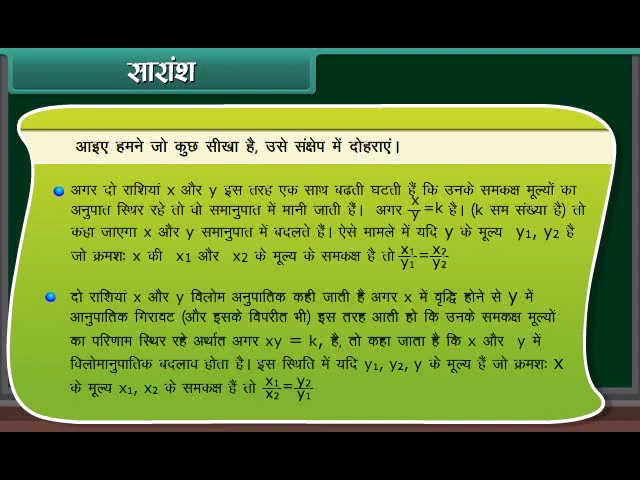 सारांश
आइए हमने जो कुछ सीखा है, उसे संक्षेप में दोहराएं।
अगर दो राशियां x और y इस तरह एक साथ बढती घटती हैं कि उनके समकक्ष मूल्यों का
अनुपात स्थिर रहे तो वो समानुपात में मानी जाती हैं। अगर x/y=k है। (k सम संख्या है) तो
कहा जाएगा x और y समानुपात में बदलते हैं। ऐसे मामले में यदि y के मूल्य y₁, y₂ है
जो क्रमशः x की x₁ और x₂ के मूल्य के समकक्ष है तो x₁/y₁=x₂/y₂
दो राशियां x और y विलोम अनुपातिक कही जाती हैं अगर x में वृद्धि होने से y में
आनुपातिक गिरावट (और इसके विपरीत भी) इस तरह आती हो कि उनके समकक्ष मूल्यों
का परिणाम स्थिर रहे अर्थात अगर xy = k, है, तो कहा जाता है कि x और y में
विलोमानुपातिक बदलाव होता है। इस स्थिति में यदि y₁, y₂, y के मूल्य हैं जो क्रमशः x
के मूल्य x₁, x₂ के समकक्ष हैं तो x₁/x₂=y₂/y₁